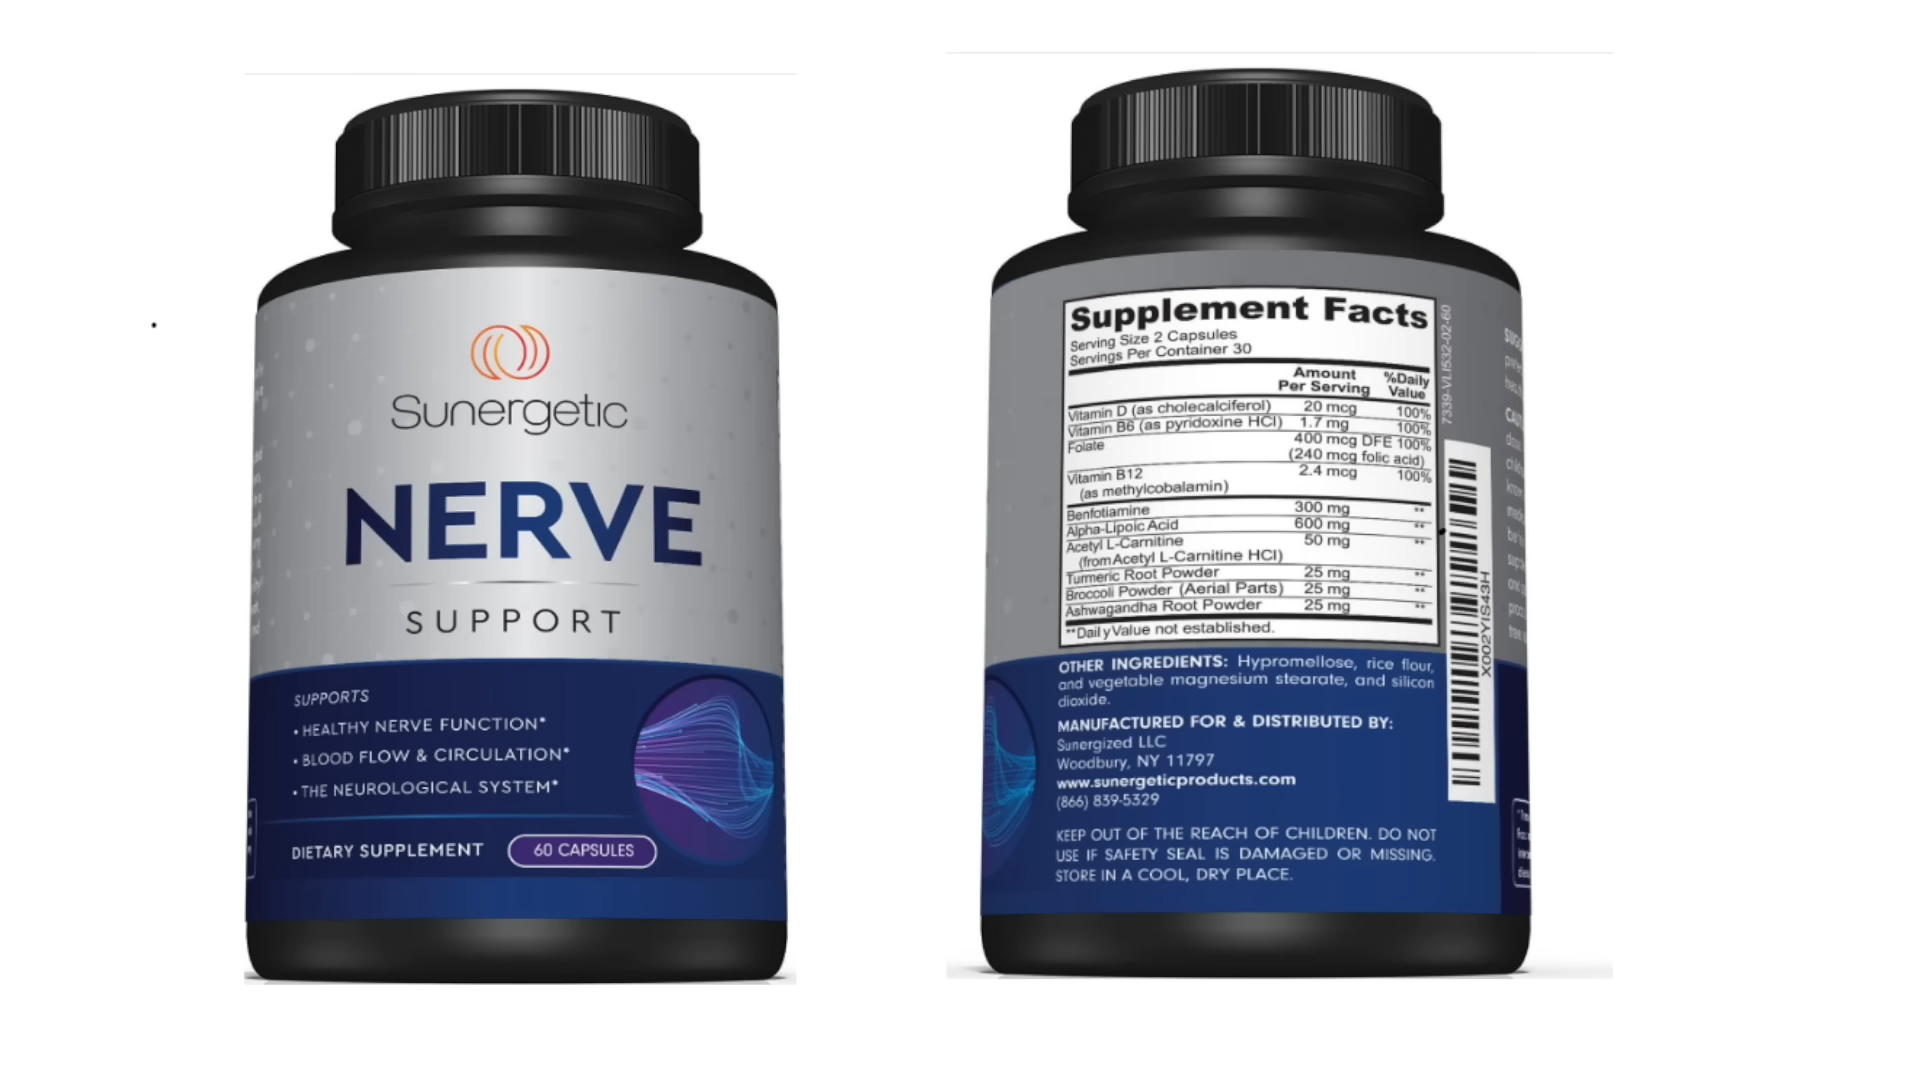 Sunergetic
NERVE
SUPPORT
SUPPORTS
• HEALTHY NERVE FUNCTION*
• BLOOD FLOW & CIRCULATION*
• THE NEUROLOGICAL SYSTEM*
DIETARY SUPPLEMENT 60 CAPSULES
Supplement Facts
Serving Size 2 Capsules
Servings Per Container 30
Amount Per Serving %Daily Value
Vitamin D (as cholecalciferol) 20 mcg 100%
Vitamin B6 (as pyridoxine HCI) 1.7 mg 100%
Folate 400 mcg DFE 100%
(240 mcg folic acid)
Vitamin B12 2.4 mcg 100%
(as methylcobalamin)
Benfotiamine 300 mg **
Alpha-Lipoic Acid 600 mg **
Acetyl L-Carnitine 50 mg **
(from Acetyl L-Carnitine HCI)
Turmeric Root Powder 25 mg **
Broccoli Powder (Aerial Parts) 25 mg **
Ashwagandha Root Powder 25 mg **
**Daily Value not established.
OTHER INGREDIENTS: Hypromellose, rice flour,
and vegetable magnesium stearate, and silicon
dioxide.
MANUFACTURED FOR & DISTRIBUTED BY:
Sunergized LLC
Woodbury, NY 11797
www.sunergeticproducts.com
(866) 839-5329
KEEP OUT OF THE REACH OF CHILDREN. DO NOT
USE IF SAFETY SEAL IS DAMAGED OR MISSING.
STORE IN A COOL, DRY PLACE.
7339-VLI532-02-60
X002YIS43H